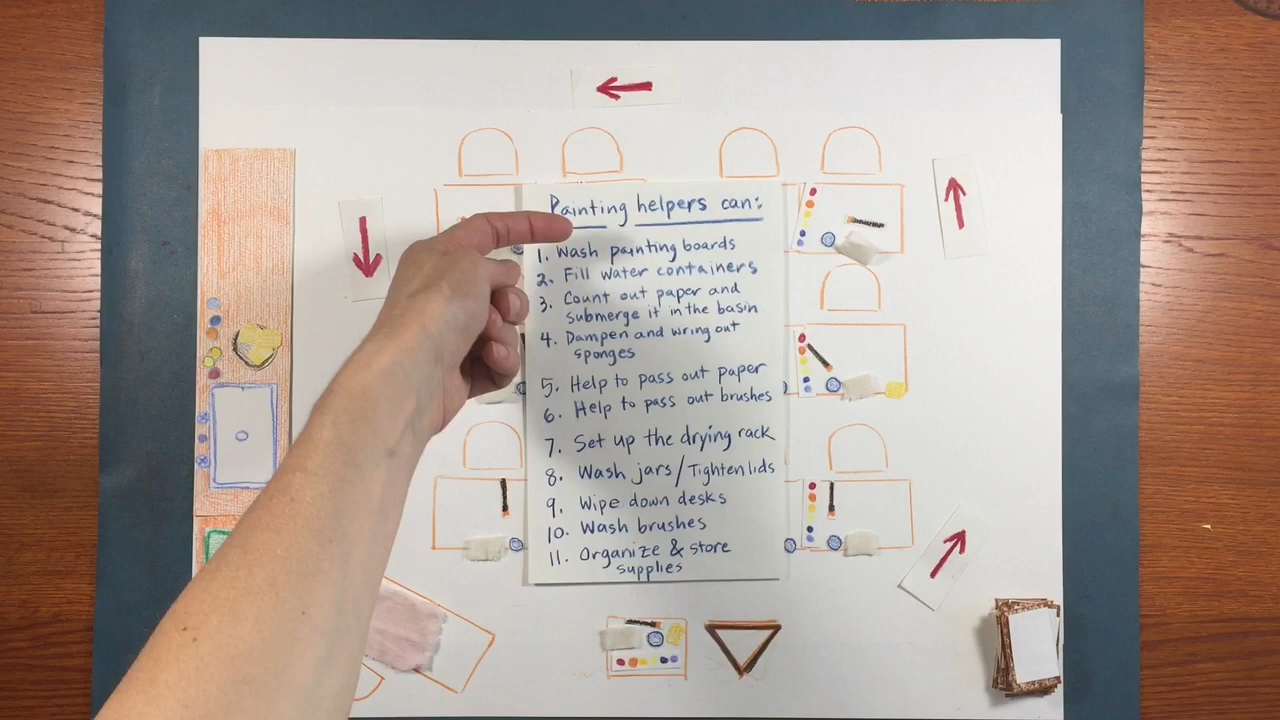 Painting helpers can:
1. Wash painting boards
2. Fill water containers
3. Count out paper and
submerge it in the basin
4. Dampen and wring out
sponges
5. Help to pass out paper
6. Help to pass out brushes
7. Set up the drying rack
8. Wash jars/Tighten lids
9. Wipe down desks
10. Wash brushes
11. Organize & store
supplies